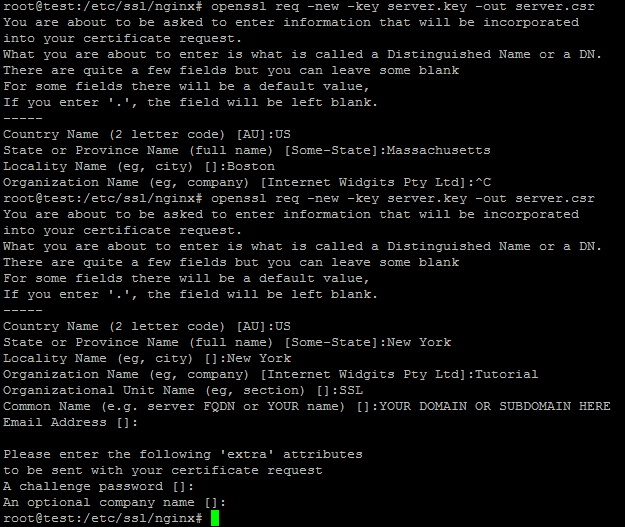 root@test:/etc/ssl/nginx# openssl req -new -key server.key -out server.csr
You are about to be asked to enter information that will be incorporated
into your certificate request.
What you are about to enter is what is called a Distinguished Name or a DN.
There are quite a few fields but you can leave some blank
For some fields there will be a default value,
If you enter '.', the field will be left blank.
-----
Country Name (2 letter code) [AU]:US
State or Province Name (full name) [Some-State]:Massachusetts
Locality Name (eg, city) []:Boston
Organization Name (eg, company) [Internet Widgits Pty Ltd]:^C
root@test:/etc/ssl/nginx# openssl req -new -key server.key -out server.csr
You are about to be asked to enter information that will be incorporated
into your certificate request.
What you are about to enter is what is called a Distinguished Name or a DN.
There are quite a few fields but you can leave some blank
For some fields there will be a default value,
If you enter '.', the field will be left blank.
-----
Country Name (2 letter code) [AU]:US
State or Province Name (full name) [Some-State]:New York
Locality Name (eg, city) []:New York
Organization Name (eg, company) [Internet Widgits Pty Ltd]:Tutorial
Organizational Unit Name (eg, section) []:SSL
Common Name (e.g. server FQDN or YOUR name) []:YOUR DOMAIN OR SUBDOMAIN HERE
Email Address []:

Please enter the following 'extra' attributes
to be sent with your certificate request
A challenge password []:
An optional company name []:
root@test:/etc/ssl/nginx#